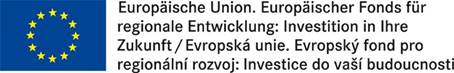 Europäische Union. Europäischer Fonds für
regionale Entwicklung: Investition in Ihre
Zukunft / Evropská unie. Evropský fond pro
regionální rozvoj: Investice do vaší budoucnosti